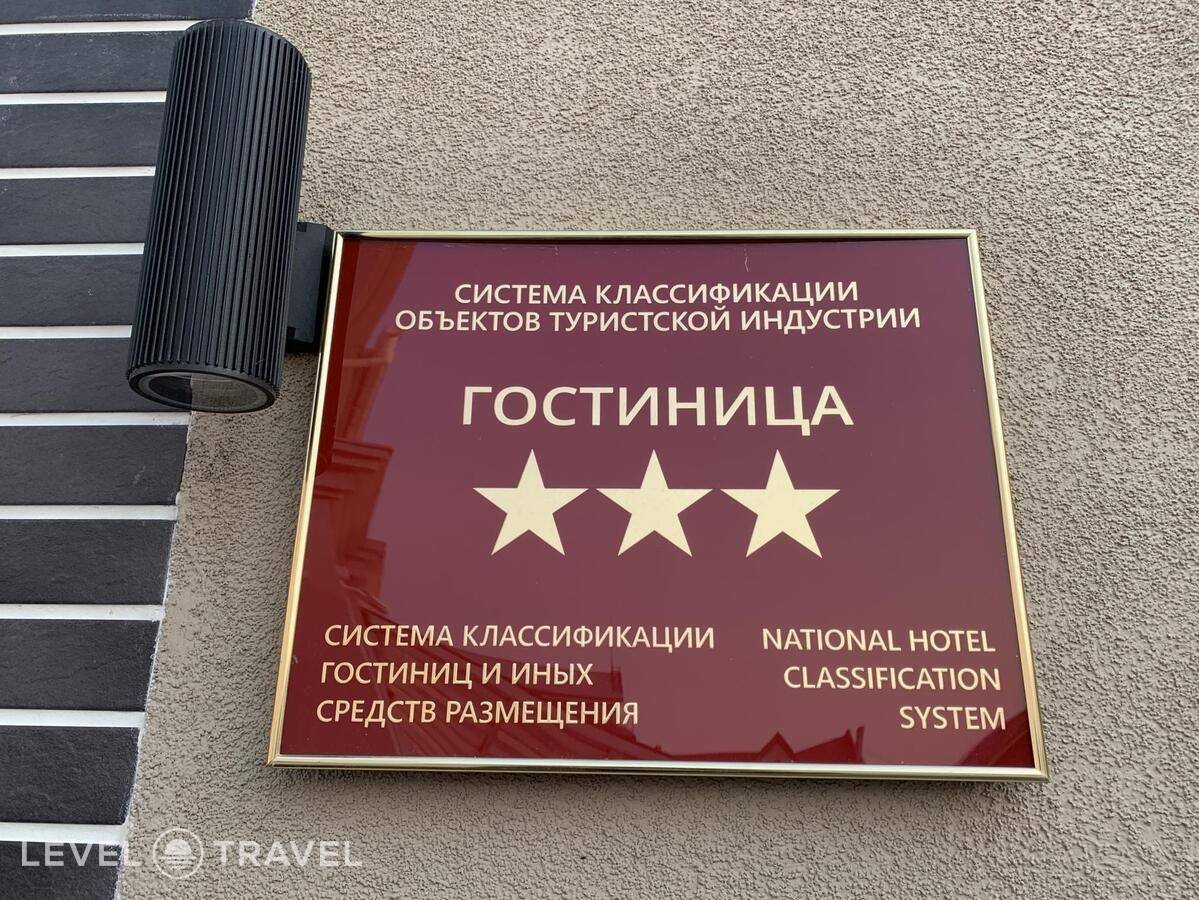 СИСТЕМА КЛАССИФИКАЦИИ
ОБЪЕКТОВ ТУРИСТСКОЙ ИНДУСТРИИ
ГОСТИНИЦА
СИСТЕМА КЛАССИФИКАЦИИ
ГОСТИНИЦ И ИНЫХ
СРЕДСТВ РАЗМЕЩЕНИЯ
NATIONAL HOTEL
CLASSIFICATION
SYSTEM
LEVEL TRAVEL